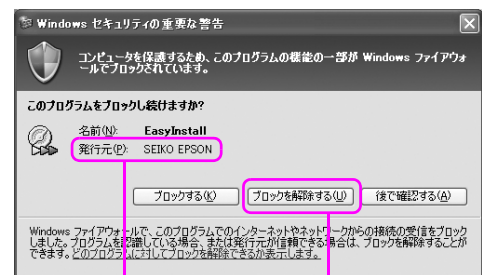 Windows セキュリティの重要な警告
コンピュータを保護するため、このプログラムの機能の一部が Windows ファイアウォ
ールでブロックされています。
このプログラムをブロックし続けますか?
名前(N): EasyInstall
発行元(P): SEIKO EPSON
ブロックする(K) ブロックを解除する(U) 後で確認する(A)
Windows ファイアウォールで、このプログラムでのインターネットやネットワークからの接続の受信をブロック
しました。プログラムを認識している場合、または発行元が信頼できる場合は、ブロックを解除することが
できます。どのプログラムに対してブロックを解除できるか表示します。